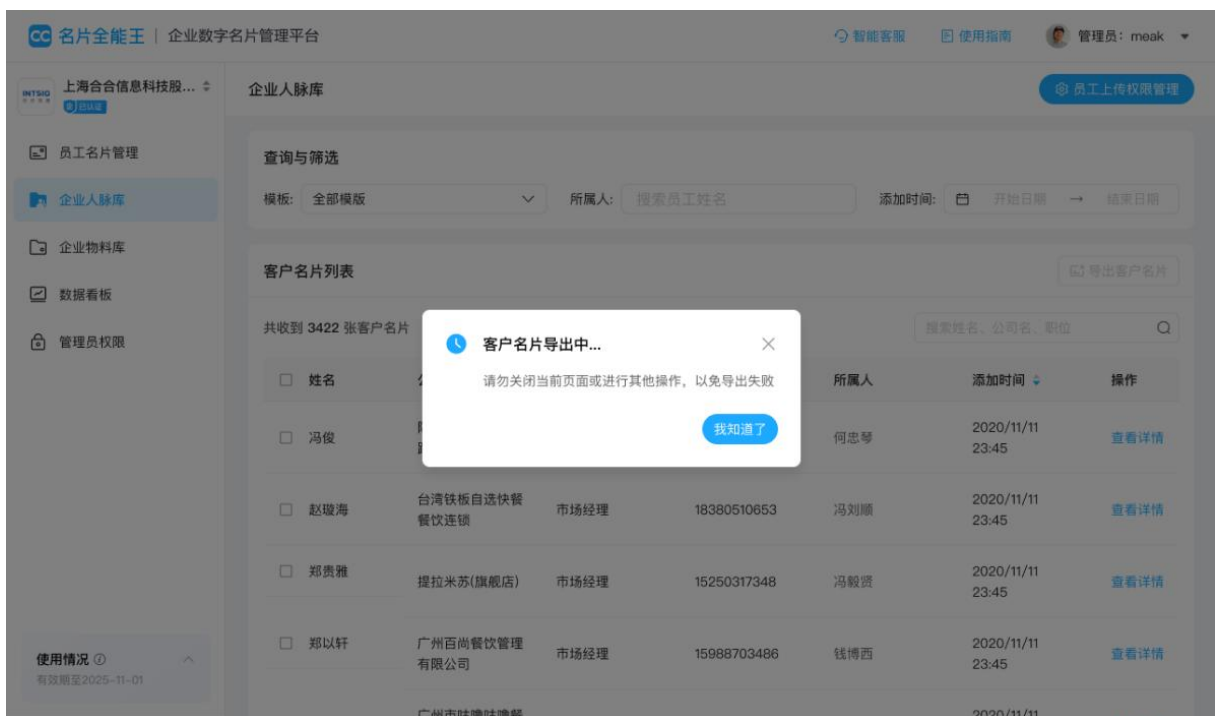 CC 名片全能王 | 企业数字名片管理平台
智能客服
使用指南
管理员：meak
INTSIG
上海合合信息科技股...
已认证
企业人脉库
员工上传权限管理
员工名片管理
企业人脉库
企业物料库
数据看板
管理员权限
查询与筛选
模板: 全部模版
所属人: 搜索员工姓名
添加时间: 开始日期 → 结束日期
客户名片列表
导出客户名片
共收到 3422 张客户名片
搜索姓名、公司名、职位
客户名片导出中...
请勿关闭当前页面或进行其他操作，以免导出失败
我知道了
姓名
所属人
添加时间
操作
冯俊
何忠琴
2020/11/11
23:45
查看详情
赵璇海
台湾铁板自选快餐
餐饮连锁
市场经理
18380510653
冯刘顺
2020/11/11
23:45
查看详情
郑贵雅
提拉米苏(旗舰店)
市场经理
15250317348
冯毅贤
2020/11/11
23:45
查看详情
郑以轩
广州百尚餐饮管理
有限公司
市场经理
15988703486
钱博西
2020/11/11
23:45
查看详情
2020/11/11
使用情况
有效期至2025-11-01